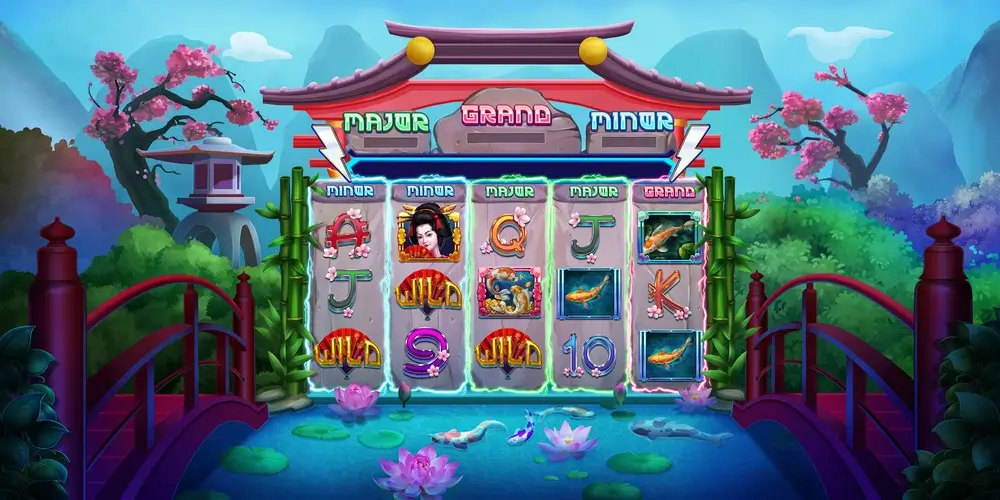 MAJOR GRAND MINOR
MINOR MINOR MAJOR MAJOR GRAND
A Q J
J WILD K
WILD 9 WILD 10